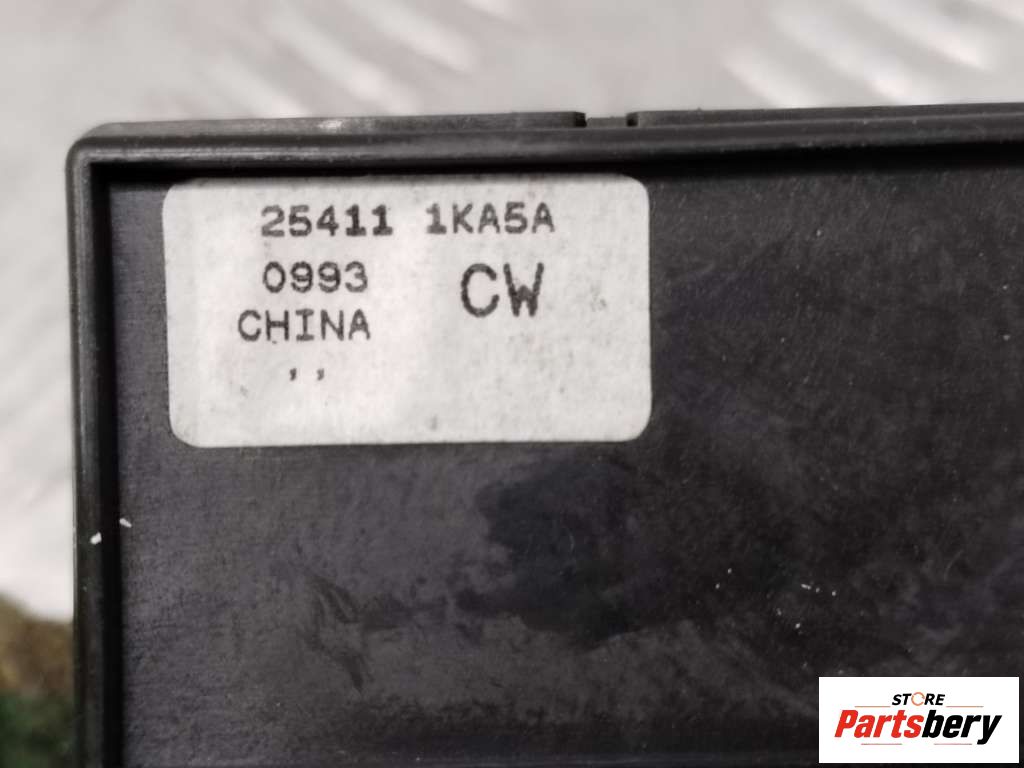 25411 1KA5A
0993 CW
CHINA
, ,
STORE
Partsbery